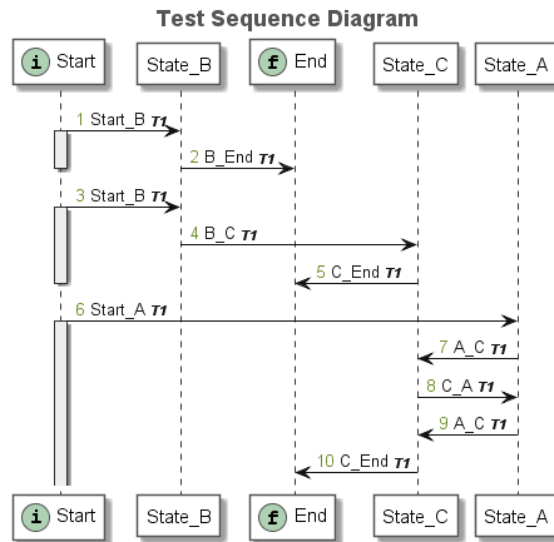 Test Sequence Diagram
i Start State_B f End State_C State_A
1 Start_B T1
2 B_End T1
3 Start_B T1
4 B_C T1
5 C_End T1
6 Start_A T1
7 A_C T1
8 C_A T1
9 A_C T1
10 C_End T1
i Start State_B f End State_C State_A